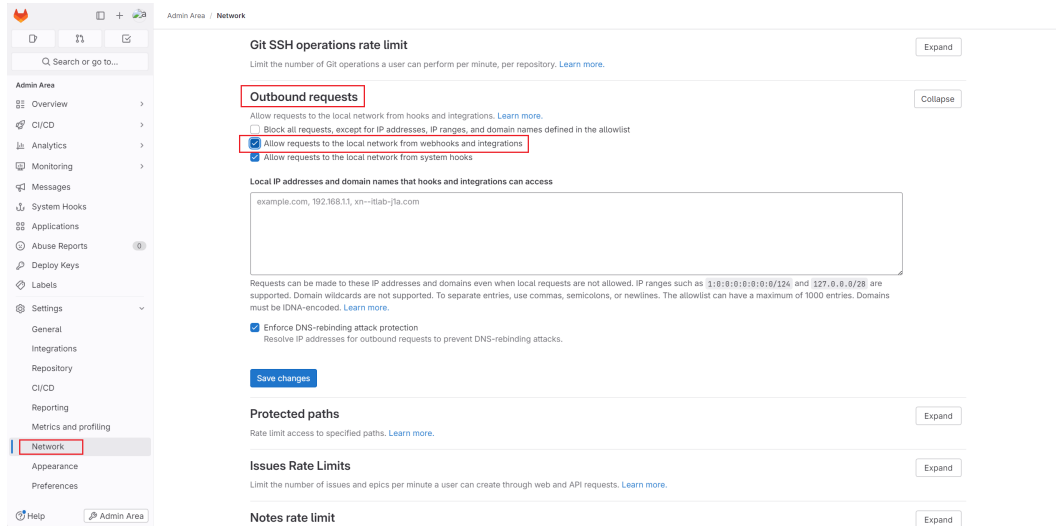 Admin Area / Network
Search or go to...
Admin Area
Overview
CI/CD
Analytics
Monitoring
Messages
System Hooks
Applications
Abuse Reports 0
Deploy Keys
Labels
Settings
General
Integrations
Repository
CI/CD
Reporting
Metrics and profiling
Network
Appearance
Preferences
Help
Admin Area
Git SSH operations rate limit
Expand
Limit the number of Git operations a user can perform per minute, per repository. Learn more.
Outbound requests
Collapse
Allow requests to the local network from hooks and integrations. Learn more.
Block all requests, except for IP addresses, IP ranges, and domain names defined in the allowlist
Allow requests to the local network from webhooks and integrations
Allow requests to the local network from system hooks
Local IP addresses and domain names that hooks and integrations can access
example.com, 192.168.1.1, xn--itlab-j1a.com
Requests can be made to these IP addresses and domains even when local requests are not allowed. IP ranges such as 1:0:0:0:0:0:0:0/124 and 127.0.0.0/28 are
supported. Domain wildcards are not supported. To separate entries, use commas, semicolons, or newlines. The allowlist can have a maximum of 1000 entries. Domains
must be IDNA-encoded. Learn more.
Enforce DNS-rebinding attack protection
Resolve IP addresses for outbound requests to prevent DNS-rebinding attacks.
Save changes
Protected paths
Expand
Rate limit access to specified paths. Learn more.
Issues Rate Limits
Expand
Limit the number of issues and epics per minute a user can create through web and API requests. Learn more.
Notes rate limit
Expand